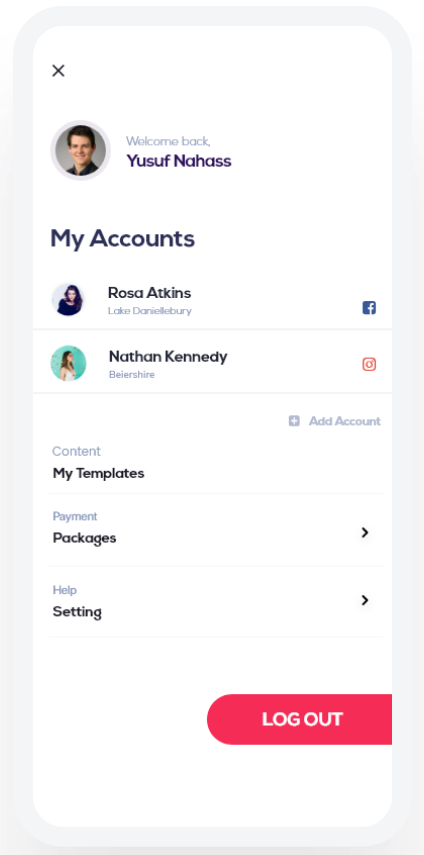 Welcome back,
Yusuf Nahass
My Accounts
Rosa Atkins
Lake Daniellebury
Nathan Kennedy
Beiershire
Add Account
Content
My Templates
Payment
Packages
Help
Setting
LOG OUT